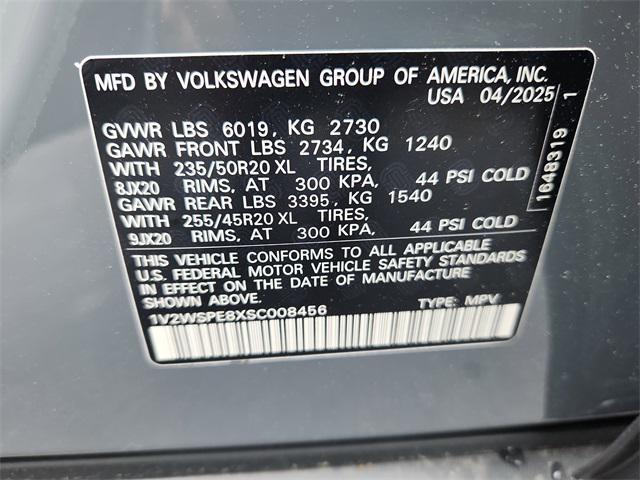 MFD BY VOLKSWAGEN GROUP OF AMERICA, INC.
USA 04/2025
GVWR LBS 6019, KG 2730
GAWR FRONT LBS 2734, KG 1240
WITH 235/50R20 XL TIRES,
8JX20 RIMS, AT 300 KPA, 44 PSI COLD
GAWR REAR LBS 3395, KG 1540
WITH 255/45R20 XL TIRES,
9JX20 RIMS, AT 300 KPA, 44 PSI COLD
THIS VEHICLE CONFORMS TO ALL APPLICABLE
U.S. FEDERAL MOTOR VEHICLE SAFETY STANDARDS
IN EFFECT ON THE DATE OF MANUFACTURE
SHOWN ABOVE.
1V2WSPE8XSC008456 TYPE: MPV
1648319 1